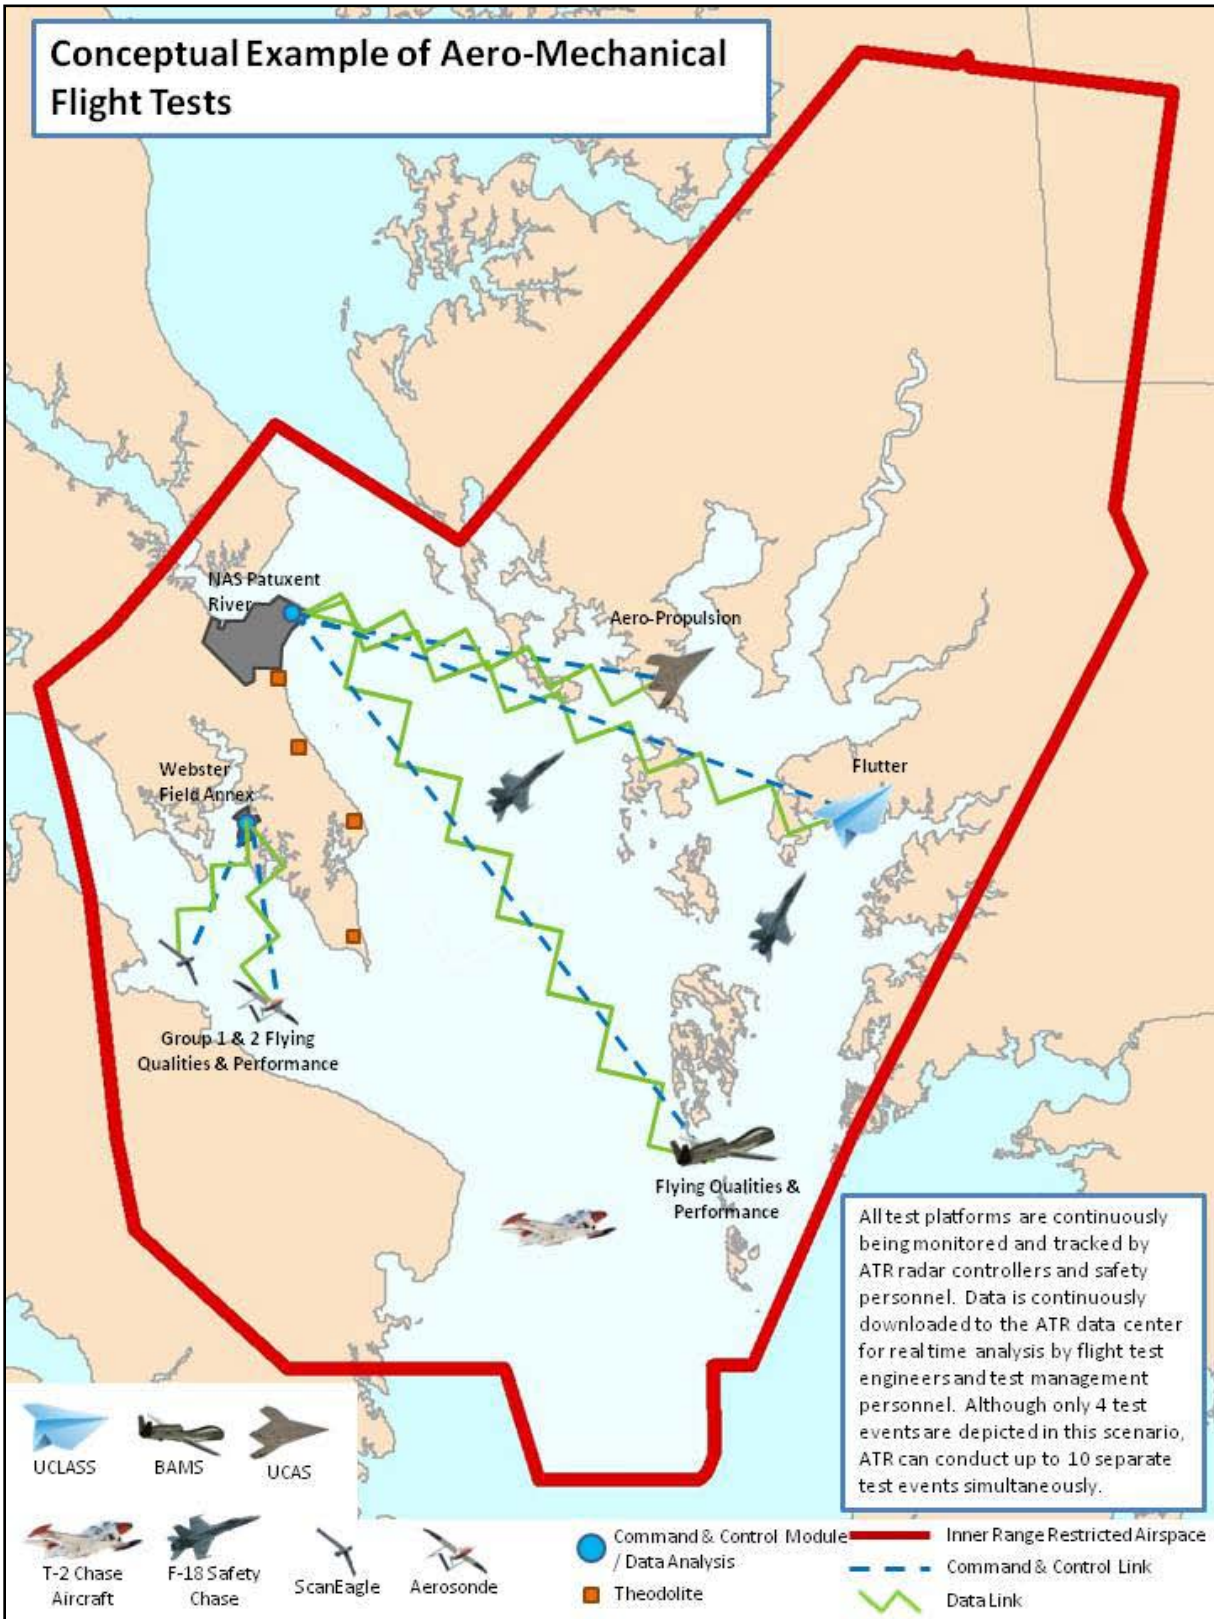 Conceptual Example of Aero-Mechanical
Flight Tests
NAS Patuxent
River
Aero-Propulsion
Webster
Field Annex
Flutter
Group 1 & 2 Flying
Qualities & Performance
Flying Qualities &
Performance
All test platforms are continuously
being monitored and tracked by
ATR radar controllers and safety
personnel. Data is continuously
downloaded to the ATR data center
for real time analysis by flight test
engineers and test management
personnel. Although only 4 test
events are depicted in this scenario,
ATR can conduct up to 10 separate
test events simultaneously.
UCLASS
BAMS
UCAS
T-2 Chase
Aircraft
F-18 Safety
Chase
ScanEagle
Aerosonde
Command & Control Module
/ Data Analysis
Theodolite
Inner Range Restricted Airspace
Command & Control Link
Data Link